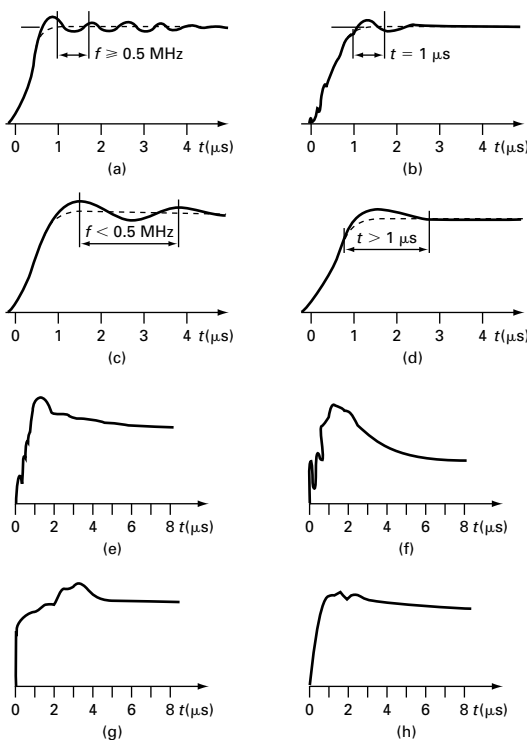 f ≥ 0.5 MHz
0 1 2 3 4 t(μs)
(a)
t = 1 μs
0 1 2 3 4 t(μs)
(b)
f < 0.5 MHz
0 1 2 3 4 t(μs)
(c)
t > 1 μs
0 1 2 3 4 t(μs)
(d)
0 2 4 6 8 t(μs)
(e)
0 2 4 6 8 t(μs)
(f)
0 2 4 6 8 t(μs)
(g)
0 2 4 6 8 t(μs)
(h)